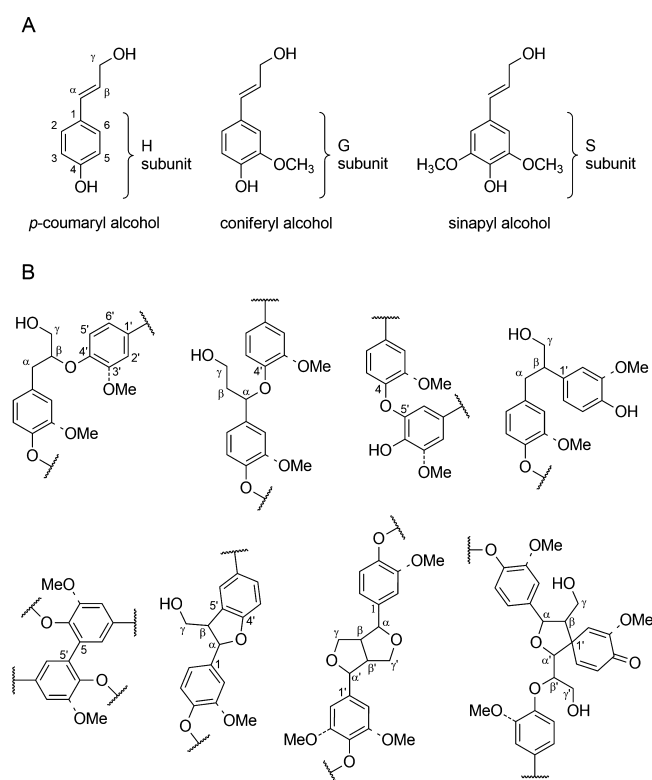 A
OH
γ
α
β
1
2
6
3
5
4
OH
H
subunit
p-coumaryl alcohol
OH
OCH3
OH
G
subunit
coniferyl alcohol
OH
H3CO
OCH3
OH
S
subunit
sinapyl alcohol
B
HO
γ
β
α
O
6'
1'
5'
4'
2'
3'
OMe
OMe
O
HO
γ
β
α
4'
O
OMe
OMe
O
4
OMe
O
5'
HO
OMe
HO
γ
β
α
1'
OMe
OH
OMe
O
OMe
O
5
5'
O
OMe
HO
γ
5'
β
4'
α
O
1
OMe
O
O
OMe
1
α
γ
β
O
O
β'
γ'
α'
1'
MeO
OMe
O
O
OMe
HO
γ
α
β
O
1'
OMe
O
α'
β'
O
γ'
OH
MeO